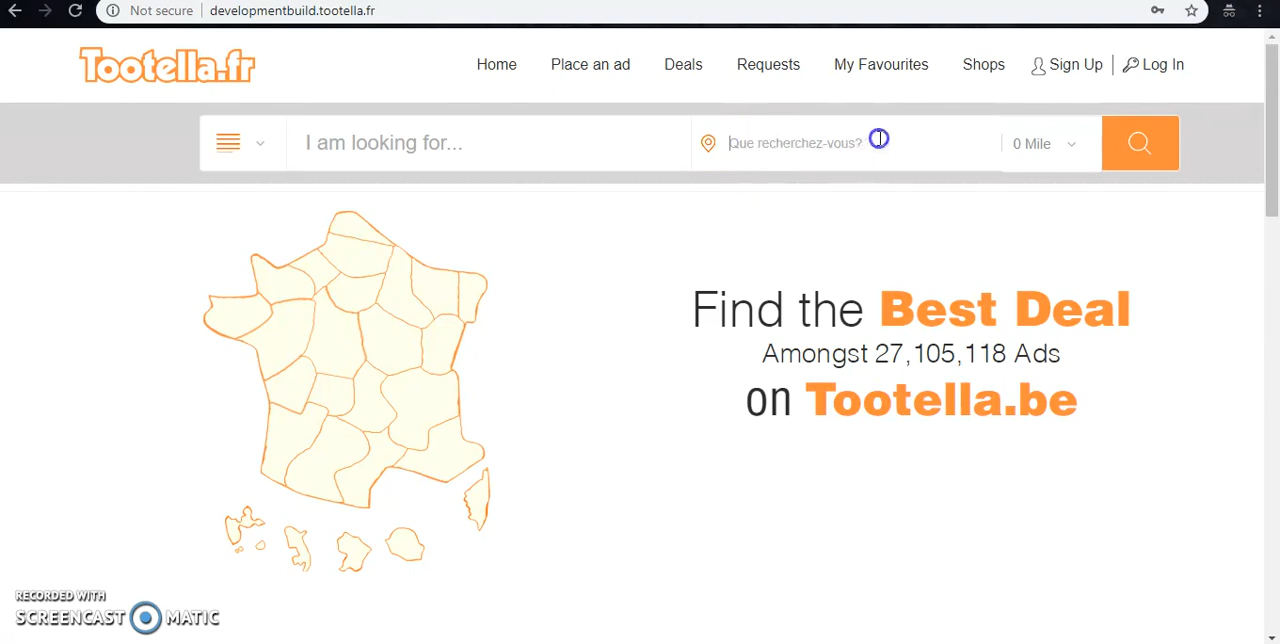 Not secure | developmentbuild.tootella.fr
Tootella.fr
Home Place an ad Deals Requests My Favourites Shops Sign Up | Log In
I am looking for... Que recherchez-vous? 0 Mile
Find the Best Deal
Amongst 27,105,118 Ads
on Tootella.be
RECORDED WITH
SCREENCAST MATIC